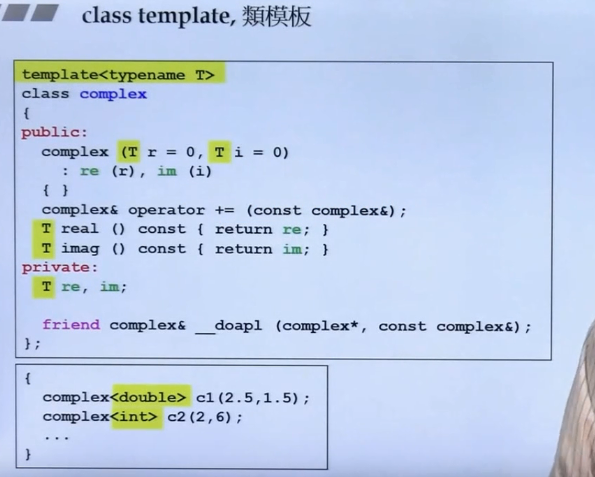 class template, 類模板
template<typename T>
class complex
{
public:
complex (T r = 0, T i = 0)
: re (r), im (i)
{ }
complex& operator += (const complex&);
T real () const { return re; }
T imag () const { return im; }
private:
T re, im;
friend complex& __doapl (complex*, const complex&);
};
{
complex<double> c1(2.5,1.5);
complex<int> c2(2,6);
...
}